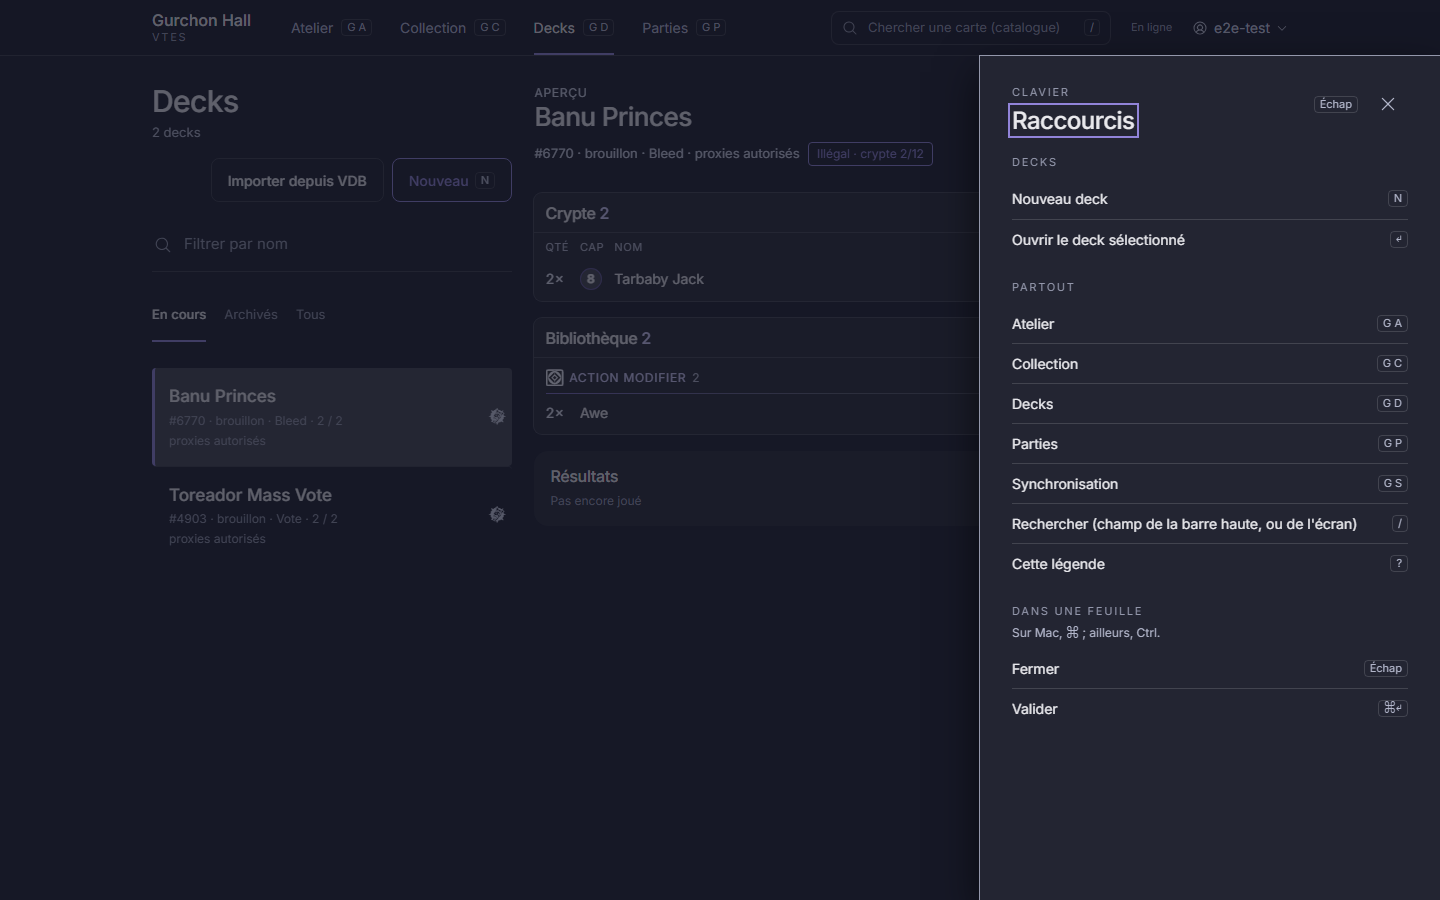 Gurchon Hall
VTES
Atelier G A
Collection G C
Decks G D
Parties G P
Chercher une carte (catalogue) /
En ligne
e2e-test
Decks
2 decks
Importer depuis VDB
Nouveau N
Filtrer par nom
En cours
Archivés
Tous
Banu Princes
#6770 · brouillon · Bleed · 2 / 2
proxies autorisés
Toreador Mass Vote
#4903 · brouillon · Vote · 2 / 2
proxies autorisés
APERÇU
Banu Princes
#6770 · brouillon · Bleed · proxies autorisés
Illégal · crypte 2/12
Crypte 2
QTÉ CAP NOM
2× 8 Tarbaby Jack
Bibliothèque 2
ACTION MODIFIER 2
2× Awe
Résultats
Pas encore joué
CLAVIER
Raccourcis
Échap
DECKS
Nouveau deck N
Ouvrir le deck sélectionné ↵
PARTOUT
Atelier G A
Collection G C
Decks G D
Parties G P
Synchronisation G S
Rechercher (champ de la barre haute, ou de l'écran) /
Cette légende ?
DANS UNE FEUILLE
Sur Mac, ⌘ ; ailleurs, Ctrl.
Fermer Échap
Valider ⌘↵